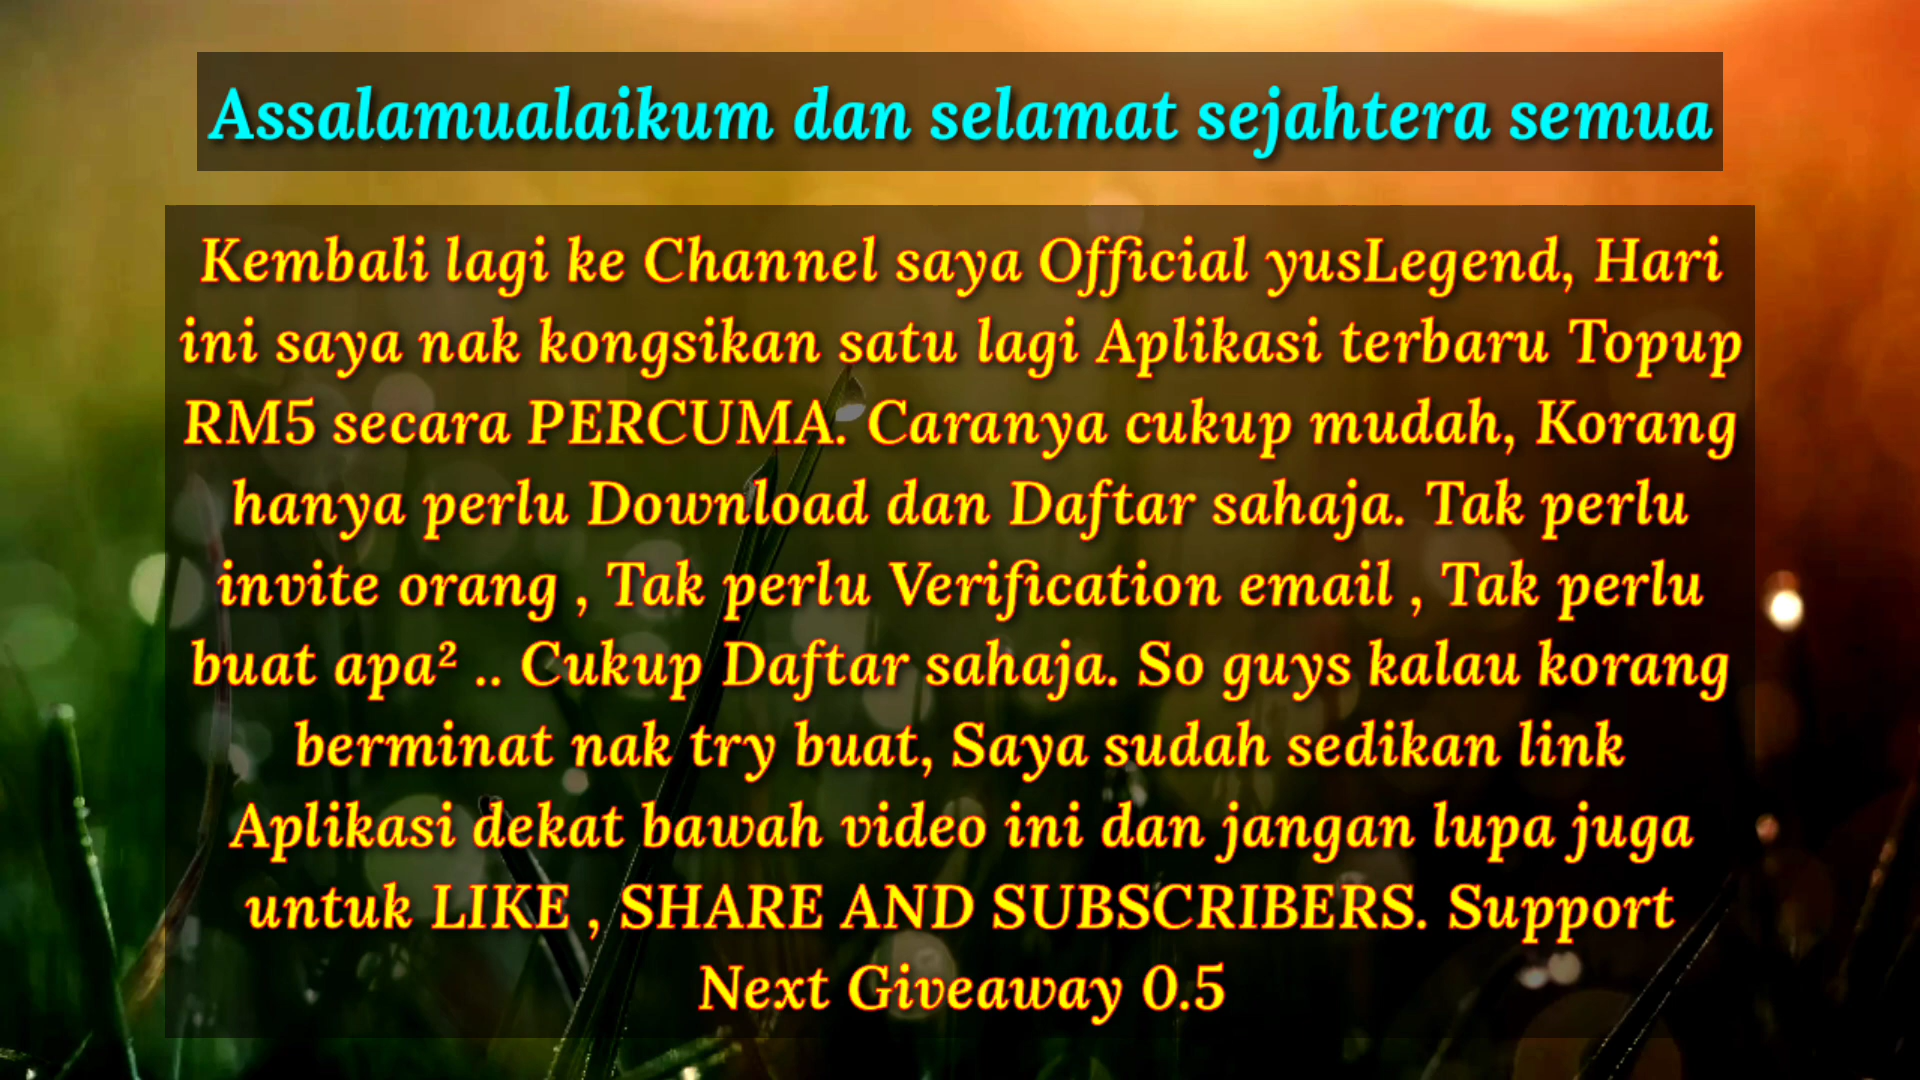 Assalamualaikum dan selamat sejahtera semua
Kembali lagi ke Channel saya Official yusLegend, Hari
ini saya nak kongsikan satu lagi Aplikasi terbaru Topup
RM5 secara PERCUMA. Caranya cukup mudah, Korang
hanya perlu Download dan Daftar sahaja. Tak perlu
invite orang , Tak perlu Verification email , Tak perlu
buat apa² .. Cukup Daftar sahaja. So guys kalau korang
berminat nak try buat, Saya sudah sedikan link
Aplikasi dekat bawah video ini dan jangan lupa juga
untuk LIKE , SHARE AND SUBSCRIBERS. Support
Next Giveaway 0.5